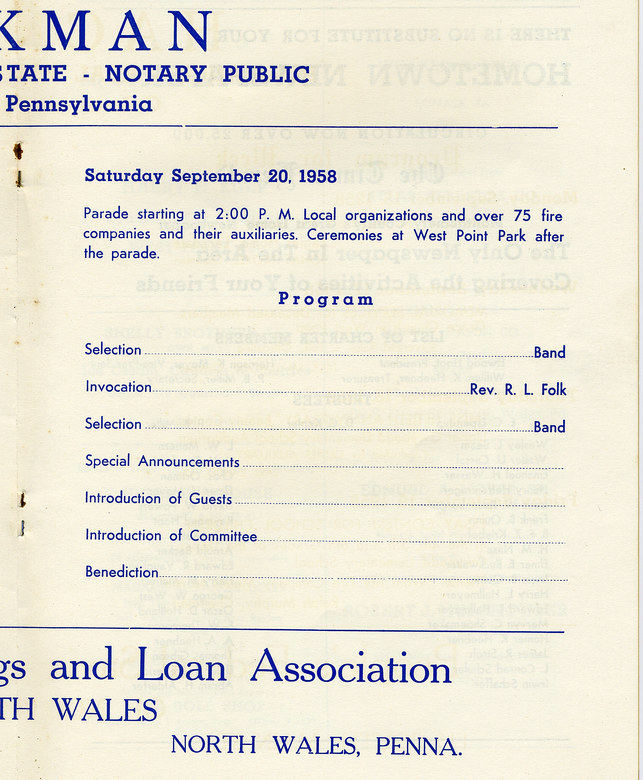 KMAN
STATE - NOTARY PUBLIC
Pennsylvania
Saturday September 20, 1958
Parade starting at 2:00 P. M. Local organizations and over 75 fire
companies and their auxiliaries. Ceremonies at West Point Park after
the parade.
Program
Selection Band
Invocation Rev. R. L. Folk
Selection Band
Special Announcements
Introduction of Guests
Introduction of Committee
Benediction
gs and Loan Association
TH WALES
NORTH WALES, PENNA.